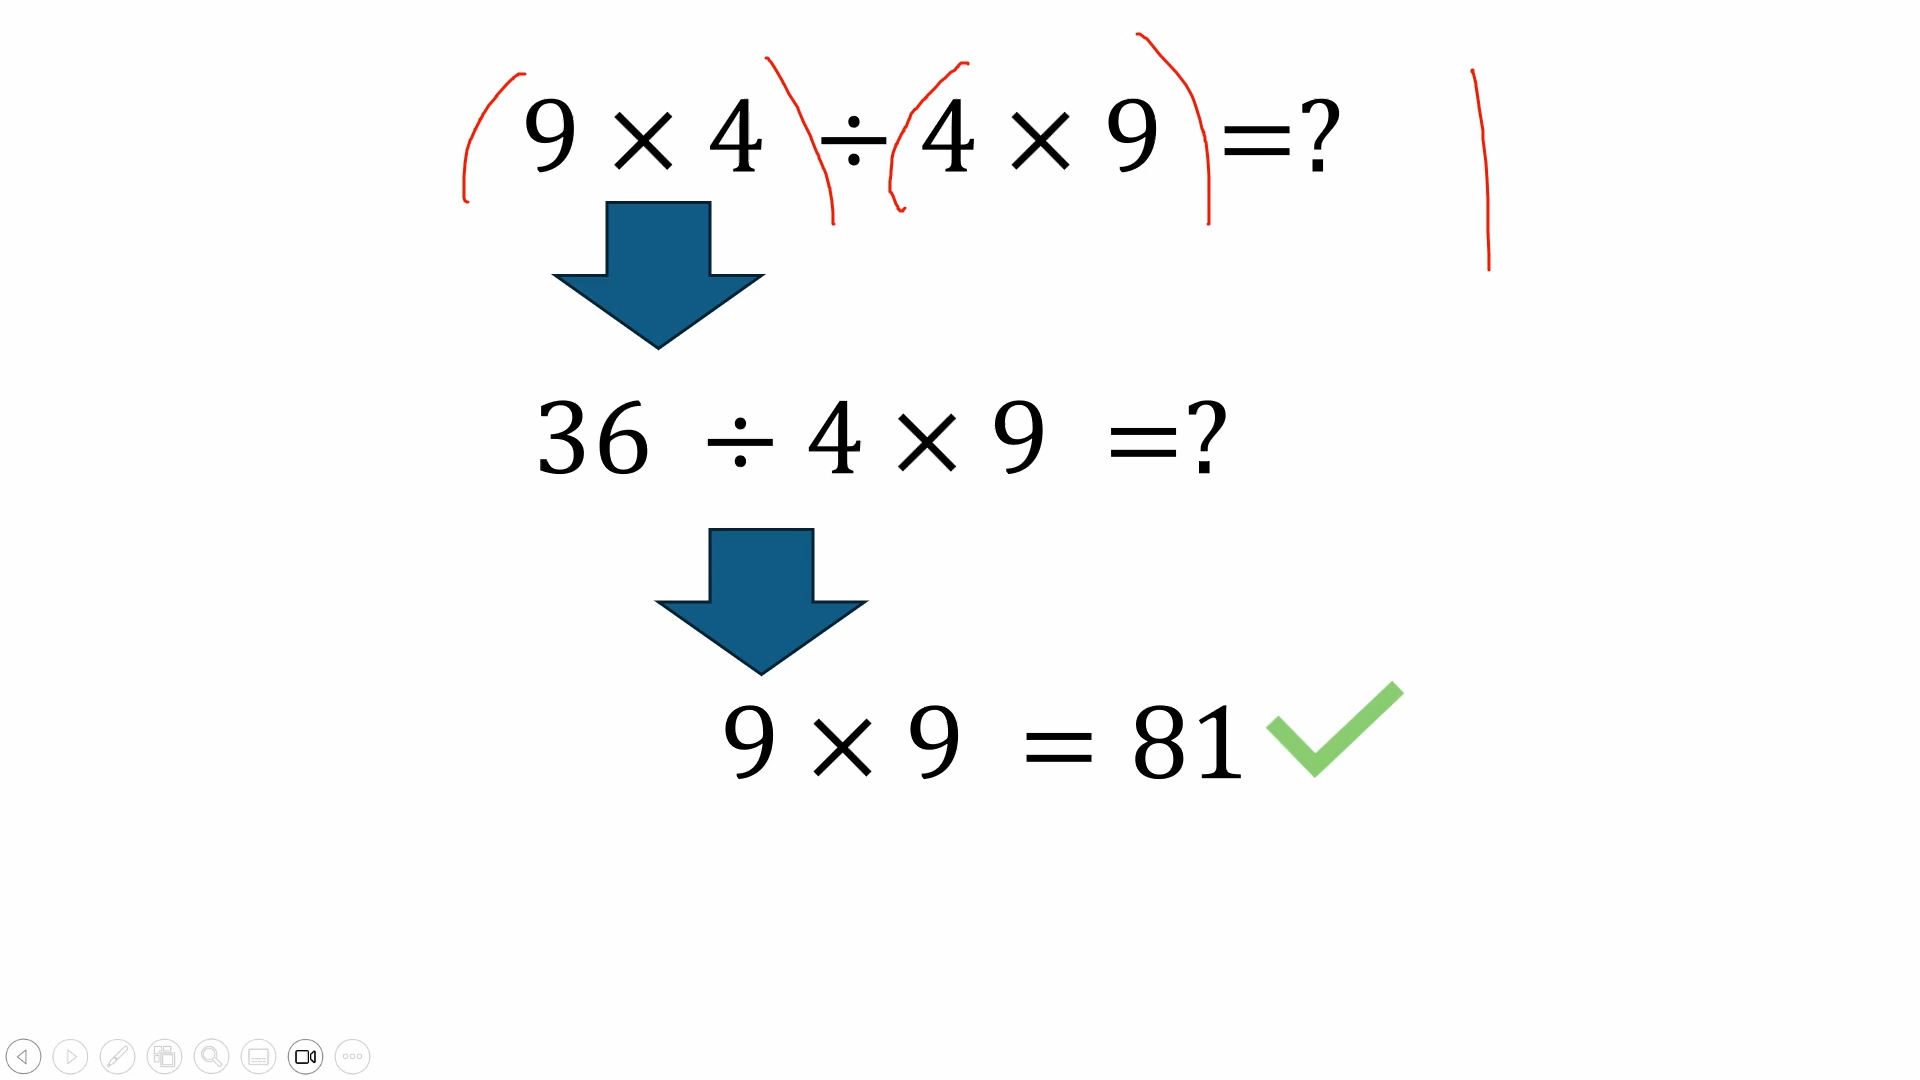 (9 × 4) ÷ (4 × 9) =?
36 ÷ 4 × 9 =?
9 × 9 = 81